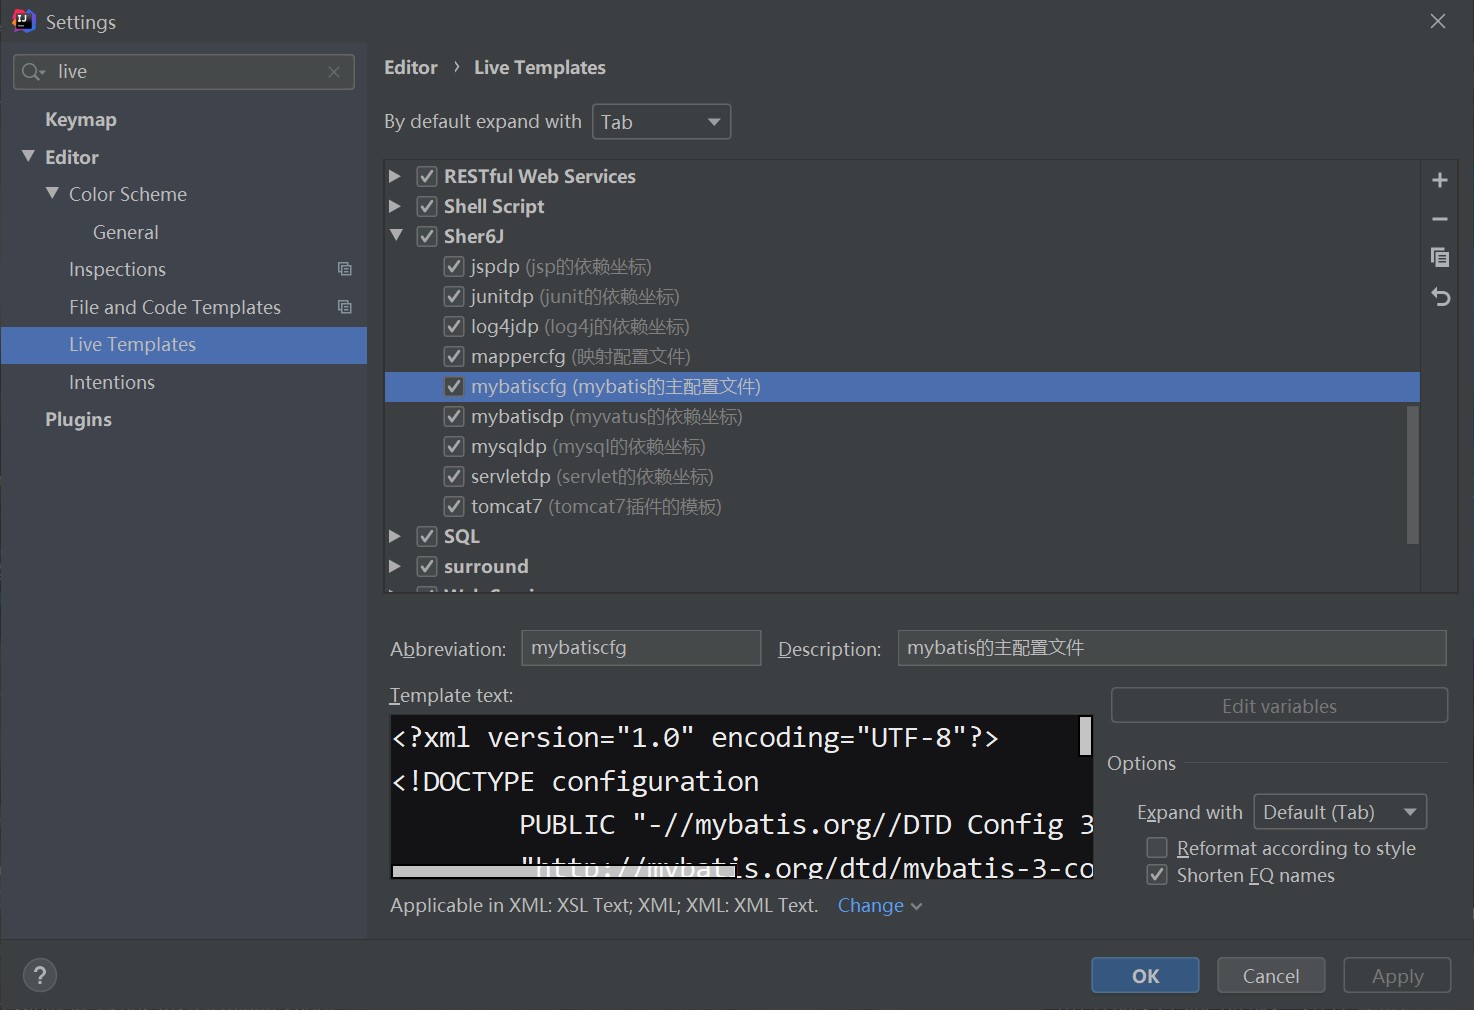 Settings
live
Keymap
Editor
Color Scheme
General
Inspections
File and Code Templates
Live Templates
Intentions
Plugins
Editor › Live Templates
By default expand with Tab
RESTful Web Services
Shell Script
Sher6J
jspdp (jsp的依赖坐标)
junitdp (junit的依赖坐标)
log4jdp (log4j的依赖坐标)
mappercfg (映射配置文件)
mybatiscfg (mybatis的主配置文件)
mybatisdp (myvatus的依赖坐标)
mysqldp (mysql的依赖坐标)
servletdp (servlet的依赖坐标)
tomcat7 (tomcat7插件的模板)
SQL
surround
Abbreviation: mybatiscfg Description: mybatis的主配置文件
Template text:
Edit variables
<?xml version="1.0" encoding="UTF-8"?>
<!DOCTYPE configuration
PUBLIC "-//mybatis.org//DTD Config 3
"http://mybatis.org/dtd/mybatis-3-co
Options
Expand with Default (Tab)
Reformat according to style
Shorten EQ names
Applicable in XML: XSL Text; XML; XML: XML Text. Change
?
OK Cancel Apply